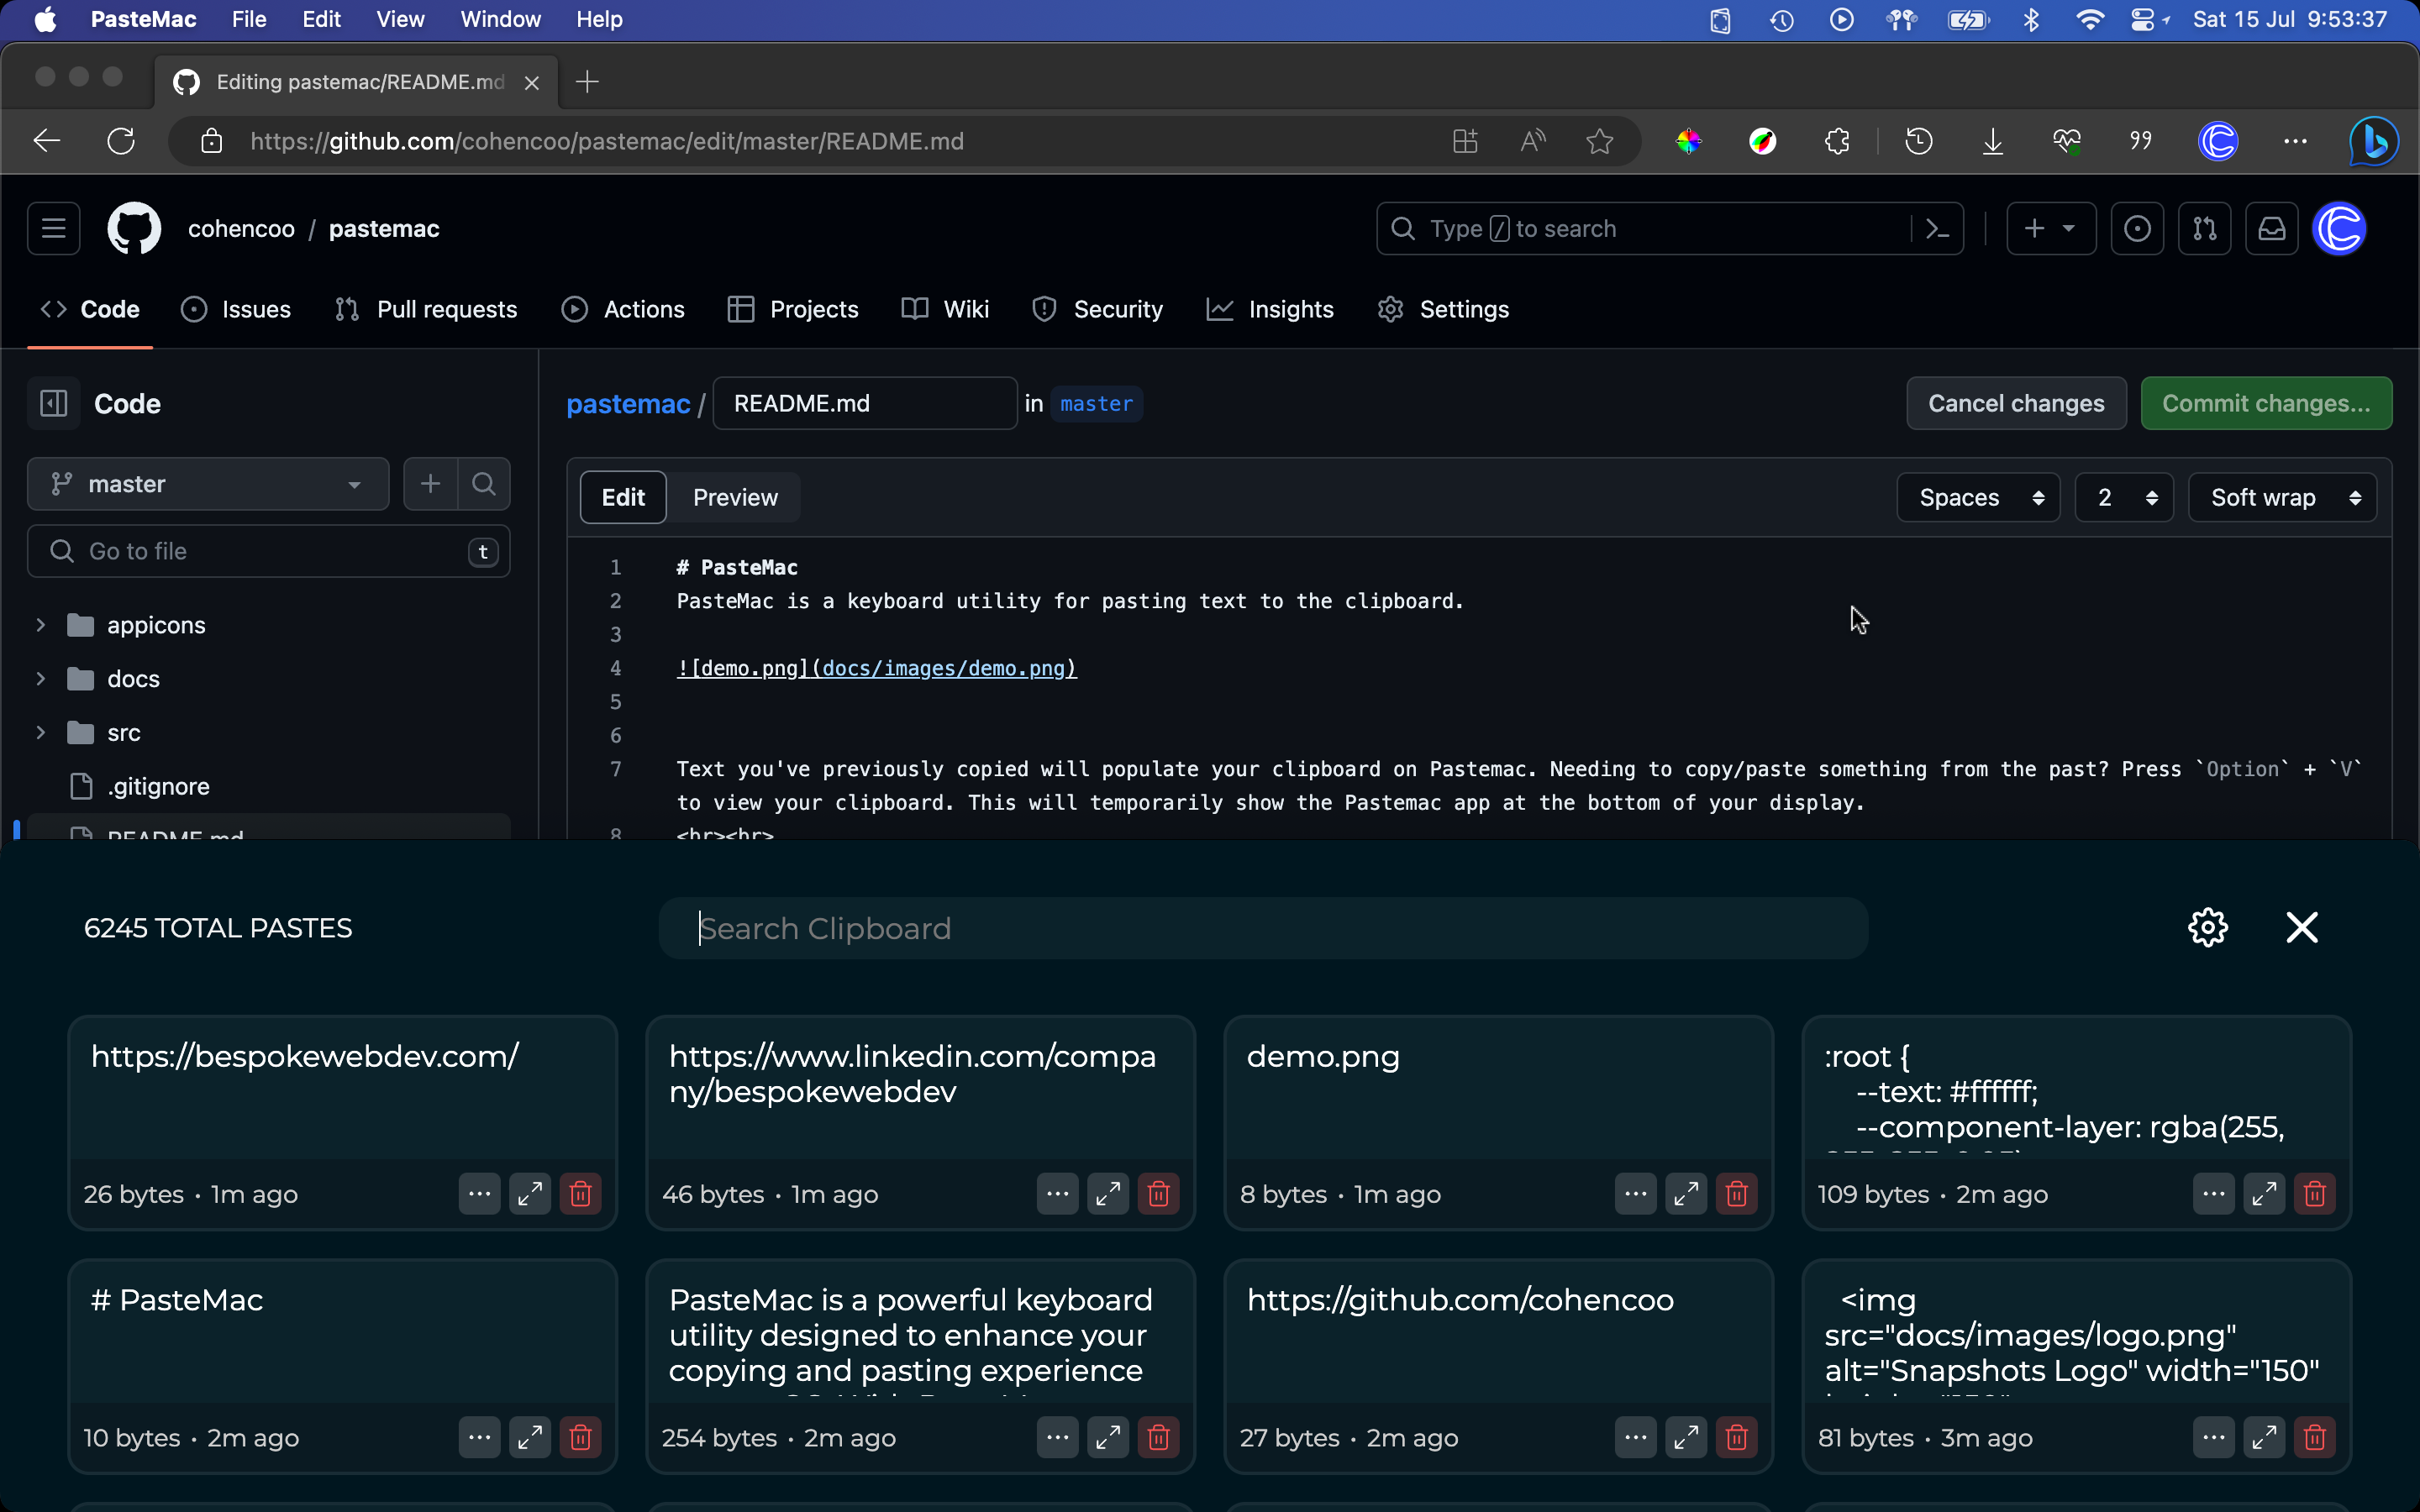 PasteMac File Edit View Window Help Sat 15 Jul 9:53:37
Editing pastemac/README.md
https://github.com/cohencoo/pastemac/edit/master/README.md
cohencoo / pastemac
Type / to search
Code Issues Pull requests Actions Projects Wiki Security Insights Settings
Code
master
Go to file t
appicons
docs
src
.gitignore
README.md
pastemac / README.md in master
Cancel changes Commit changes...
Edit Preview
Spaces 2 Soft wrap
1 # PasteMac
2 PasteMac is a keyboard utility for pasting text to the clipboard.
3
4 ![demo.png](docs/images/demo.png)
5
6
7 Text you've previously copied will populate your clipboard on Pastemac. Needing to copy/paste something from the past? Press `Option` + `V`
to view your clipboard. This will temporarily show the Pastemac app at the bottom of your display.
8 <hr><hr>
6245 TOTAL PASTES
Search Clipboard
https://bespokewebdev.com/
26 bytes • 1m ago
https://www.linkedin.com/compa
ny/bespokewebdev
46 bytes • 1m ago
demo.png
8 bytes • 1m ago
:root {
--text: #ffffff;
--component-layer: rgba(255,
109 bytes • 2m ago
# PasteMac
10 bytes • 2m ago
PasteMac is a powerful keyboard
utility designed to enhance your
copying and pasting experience
254 bytes • 2m ago
https://github.com/cohencoo
27 bytes • 2m ago
<img
src="docs/images/logo.png"
alt="Snapshots Logo" width="150"
81 bytes • 3m ago